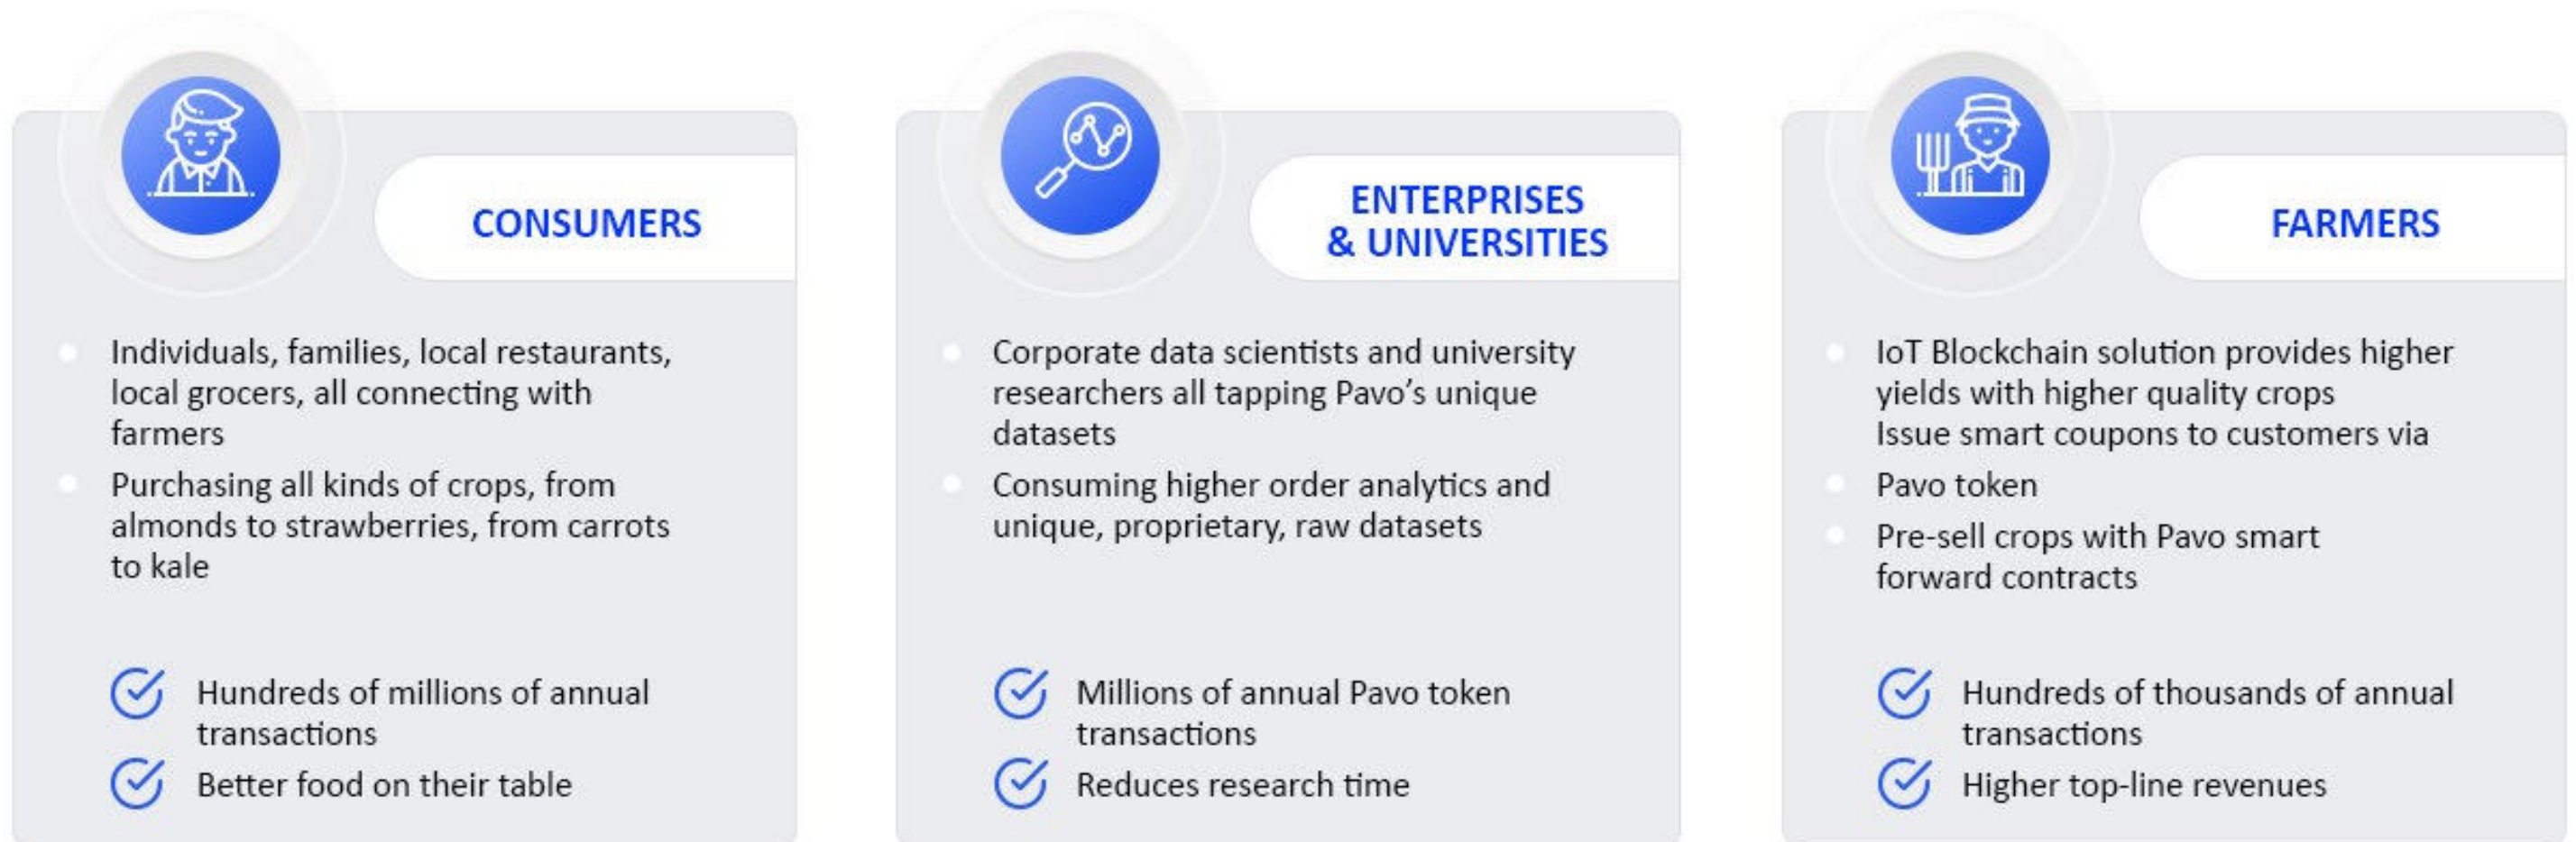 CONSUMERS
Individuals, families, local restaurants,
local grocers, all connecting with
farmers
Purchasing all kinds of crops, from
almonds to strawberries, from carrots
to kale
Hundreds of millions of annual
transactions
Better food on their table
ENTERPRISES
& UNIVERSITIES
Corporate data scientists and university
researchers all tapping Pavo’s unique
datasets
Consuming higher order analytics and
unique, proprietary, raw datasets
Millions of annual Pavo token
transactions
Reduces research time
FARMERS
IoT Blockchain solution provides higher
yields with higher quality crops
Issue smart coupons to customers via
Pavo token
Pre-sell crops with Pavo smart
forward contracts
Hundreds of thousands of annual
transactions
Higher top-line revenues